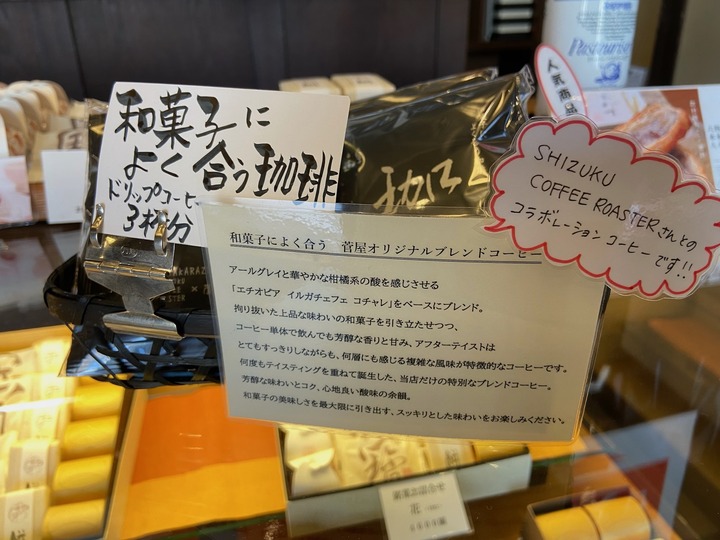 和菓子に
よく合う珈琲
ドリップコーヒー
3杯分
珈
人気商品
Pasteurise
SHIZUKU
COFFEE ROASTERさんとの
コラボレーション コーヒーです!!
和菓子によく合う　菅屋オリジナルブレンドコーヒー
アールグレイと華やかな柑橘系の酸を感じさせる
「エチオピア　イルガチェフェ　コチャレ」をベースにブレンド。
拘り抜いた上品な味わいの和菓子を引き立たせつつ、
コーヒー単体で飲んでも芳醇な香りと甘み、アフターテイストは
とてもすっきりしながらも、何層にも感じる複雑な風味が特徴的なコーヒーです。
何度もテイスティングを重ねて誕生した、当店だけの特別なブレンドコーヒー。
芳醇な味わいとコク、心地良い酸味の余韻。
和菓子の美味しさを最大限に引き出す、スッキリとした味わいをお楽しみください。